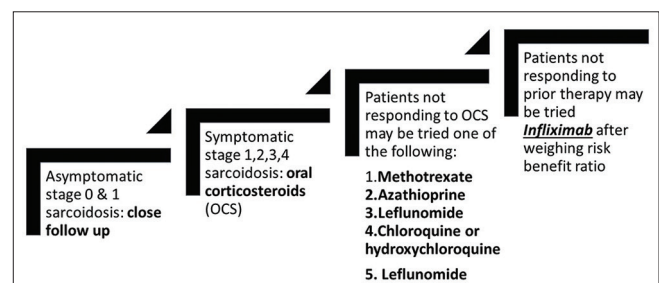 Asymptomatic
stage 0 & 1
sarcoidosis: close
follow up
Symptomatic
stage 1,2,3,4
sarcoidosis: oral
corticosteroids
(OCS)
Patients not
responding to OCS
may be tried one of
the following:
1.Methotrexate
2.Azathioprine
3.Leflunomide
4.Chloroquine or
hydroxychloroquine
5. Leflunomide
Patients not
responding to
prior therapy may
be tried
Infliximab after
weighing risk
benefit ratio